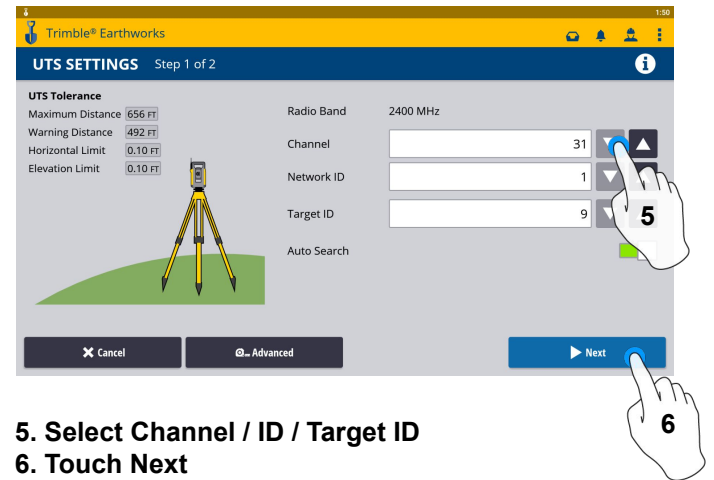 1:50
Trimble® Earthworks
UTS SETTINGS Step 1 of 2
UTS Tolerance
Maximum Distance 656 FT
Warning Distance 492 FT
Horizontal Limit 0.10 FT
Elevation Limit 0.10 FT
Radio Band 2400 MHz
Channel 31
Network ID 1
Target ID 9
Auto Search
5
Cancel
Advanced
Next
6
5. Select Channel / ID / Target ID
6. Touch Next